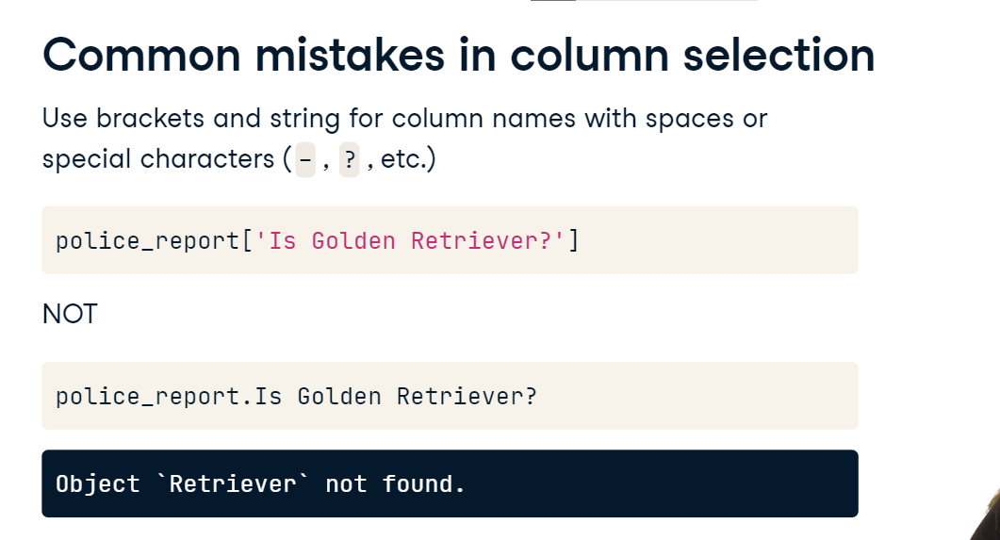 Common mistakes in column selection
Use brackets and string for column names with spaces or
special characters ( - , ? , etc.)
police_report['Is Golden Retriever?']
NOT
police_report.Is Golden Retriever?
Object `Retriever` not found.